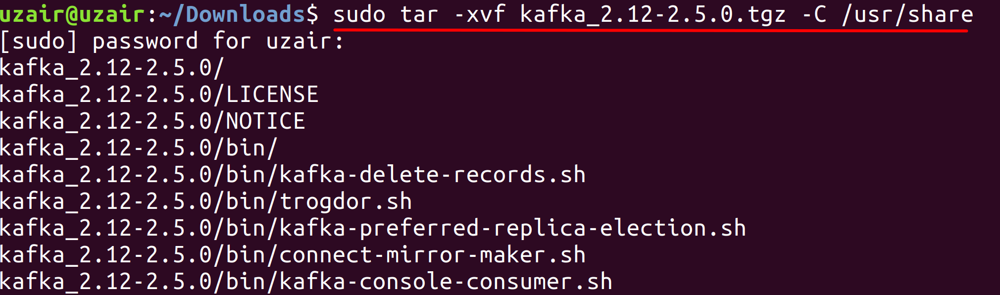 uzair@uzair:~/Downloads$ sudo tar -xvf kafka_2.12-2.5.0.tgz -C /usr/share
[sudo] password for uzair:
kafka_2.12-2.5.0/
kafka_2.12-2.5.0/LICENSE
kafka_2.12-2.5.0/NOTICE
kafka_2.12-2.5.0/bin/
kafka_2.12-2.5.0/bin/kafka-delete-records.sh
kafka_2.12-2.5.0/bin/trogdor.sh
kafka_2.12-2.5.0/bin/kafka-preferred-replica-election.sh
kafka_2.12-2.5.0/bin/connect-mirror-maker.sh
kafka_2.12-2.5.0/bin/kafka-console-consumer.sh